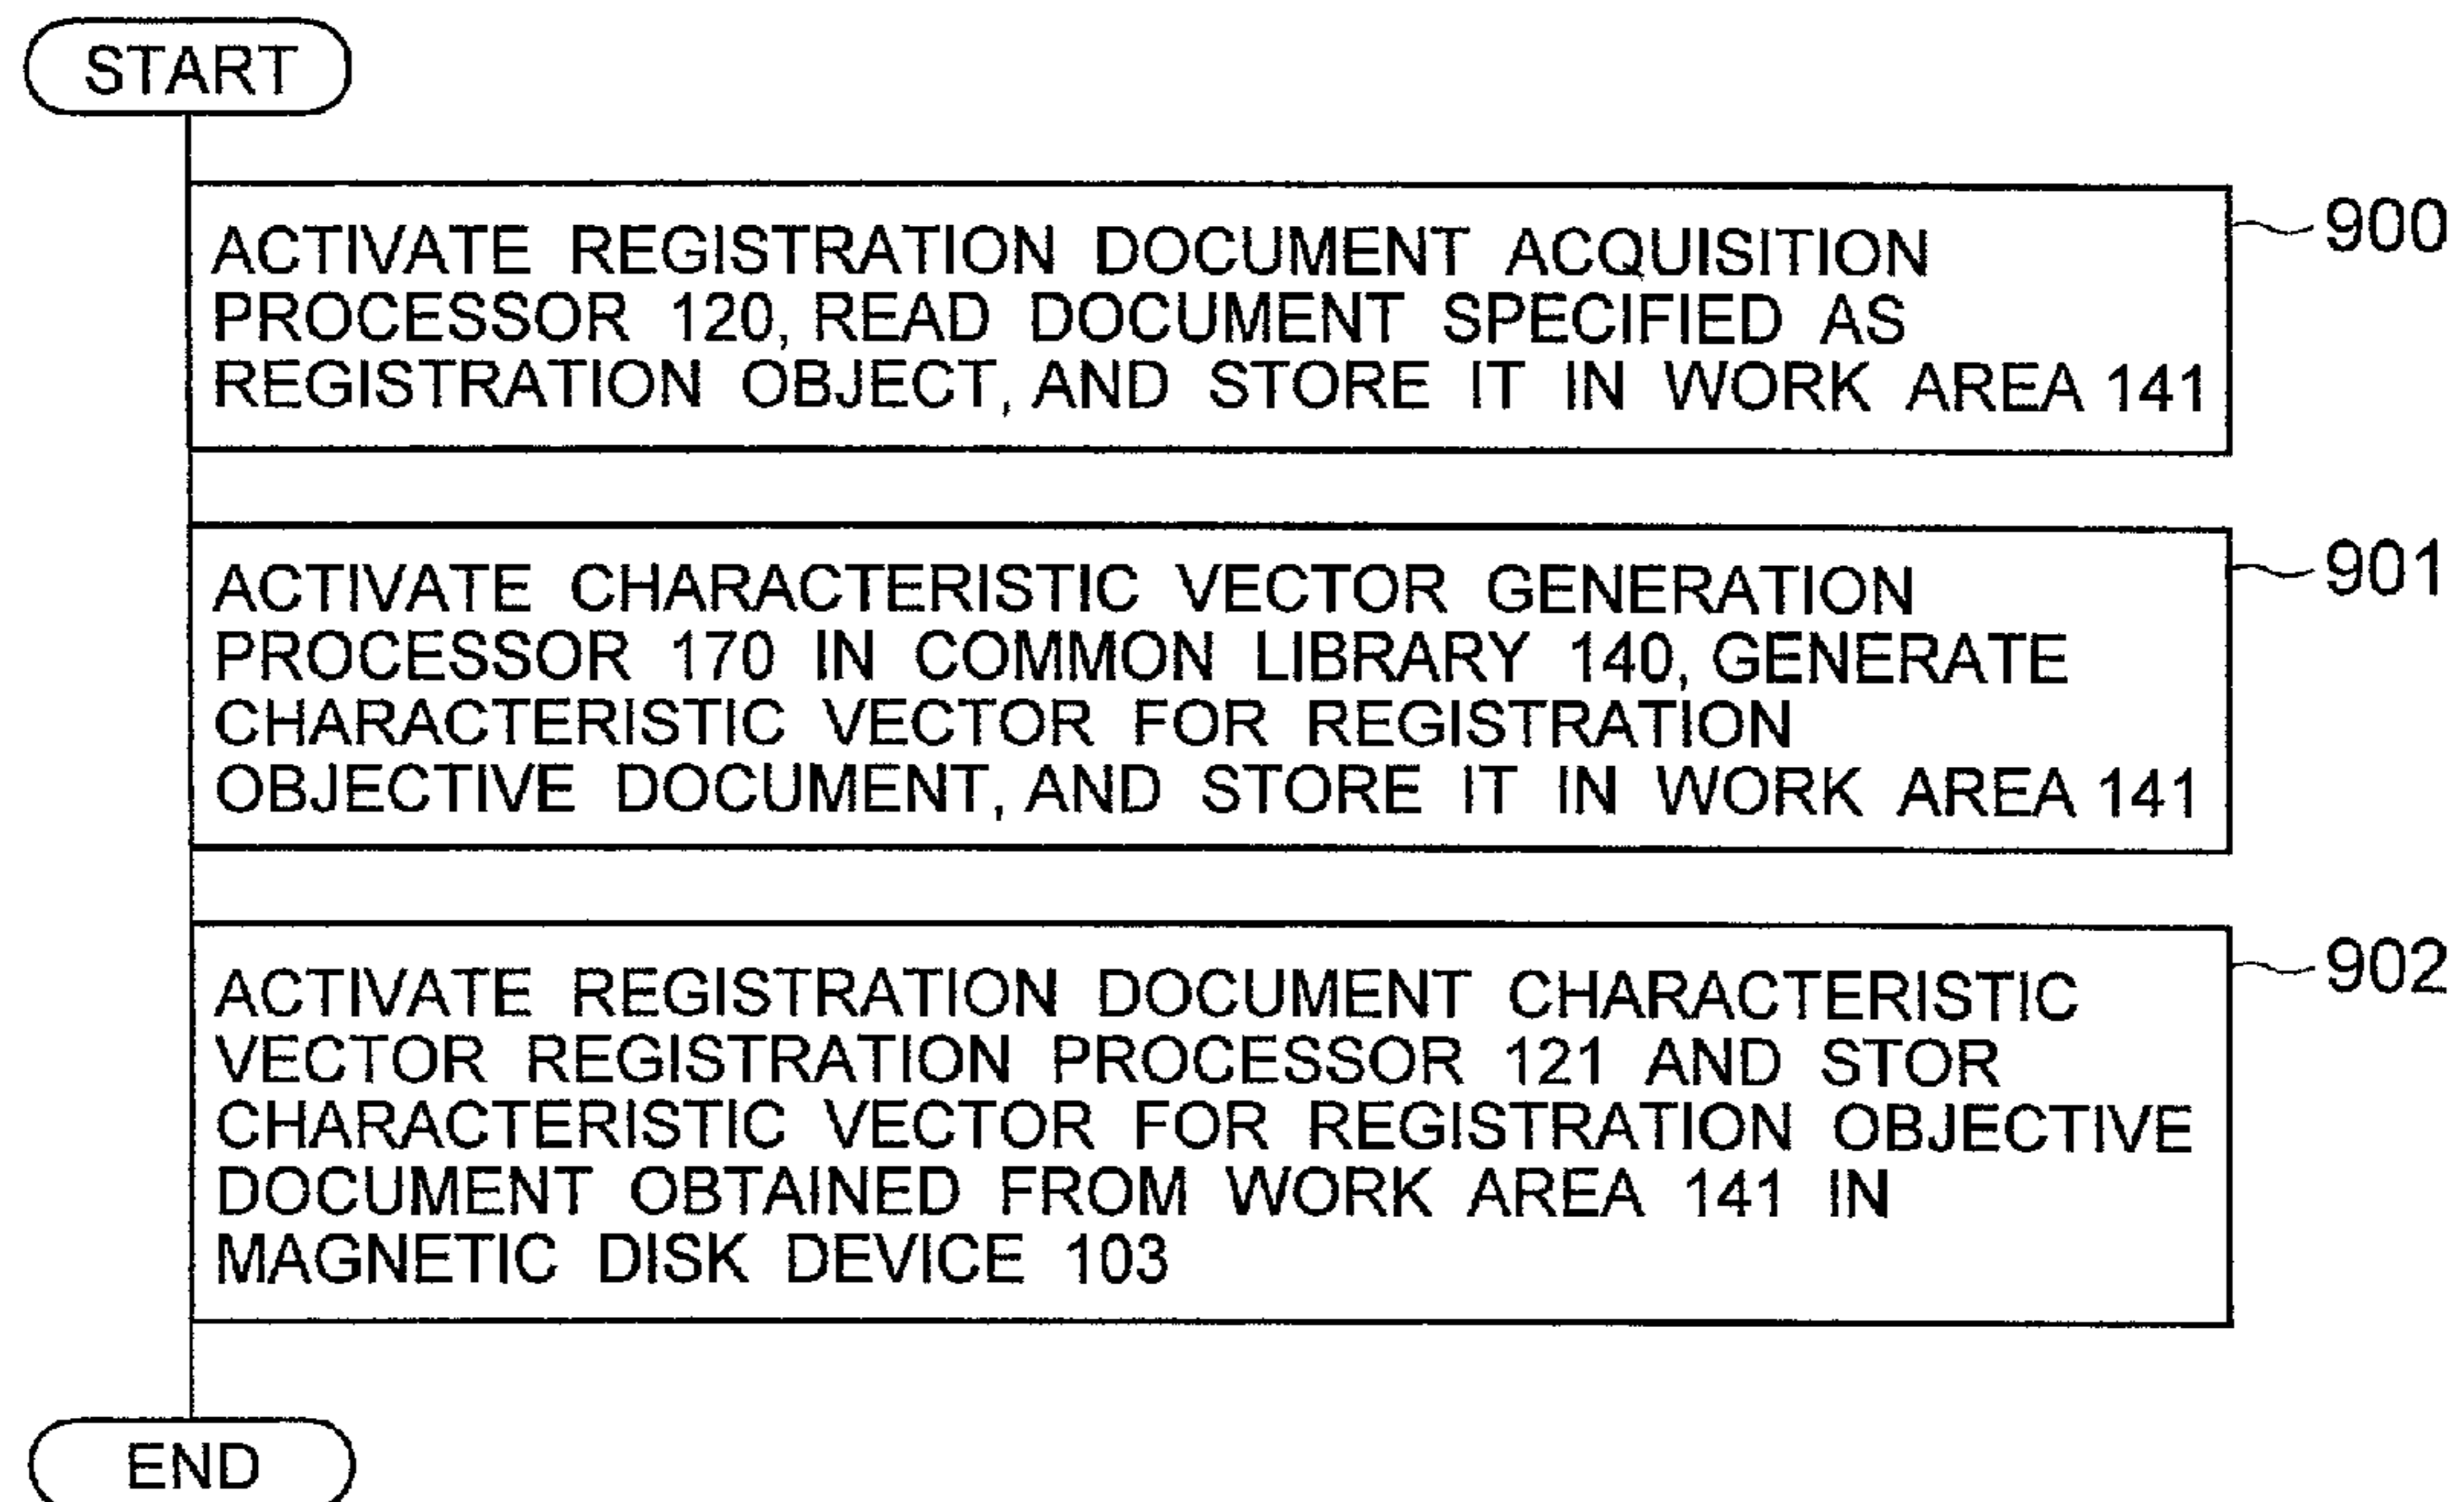 START
900
ACTIVATE REGISTRATION DOCUMENT ACQUISITION
PROCESSOR 120, READ DOCUMENT SPECIFIED AS
REGISTRATION OBJECT, AND STORE IT IN WORK AREA 141
901
ACTIVATE CHARACTERISTIC VECTOR GENERATION
PROCESSOR 170 IN COMMON LIBRARY 140, GENERATE
CHARACTERISTIC VECTOR FOR REGISTRATION
OBJECTIVE DOCUMENT, AND STORE IT IN WORK AREA 141
902
ACTIVATE REGISTRATION DOCUMENT CHARACTERISTIC
VECTOR REGISTRATION PROCESSOR 121 AND STOR
CHARACTERISTIC VECTOR FOR REGISTRATION OBJECTIVE
DOCUMENT OBTAINED FROM WORK AREA 141 IN
MAGNETIC DISK DEVICE 103
END